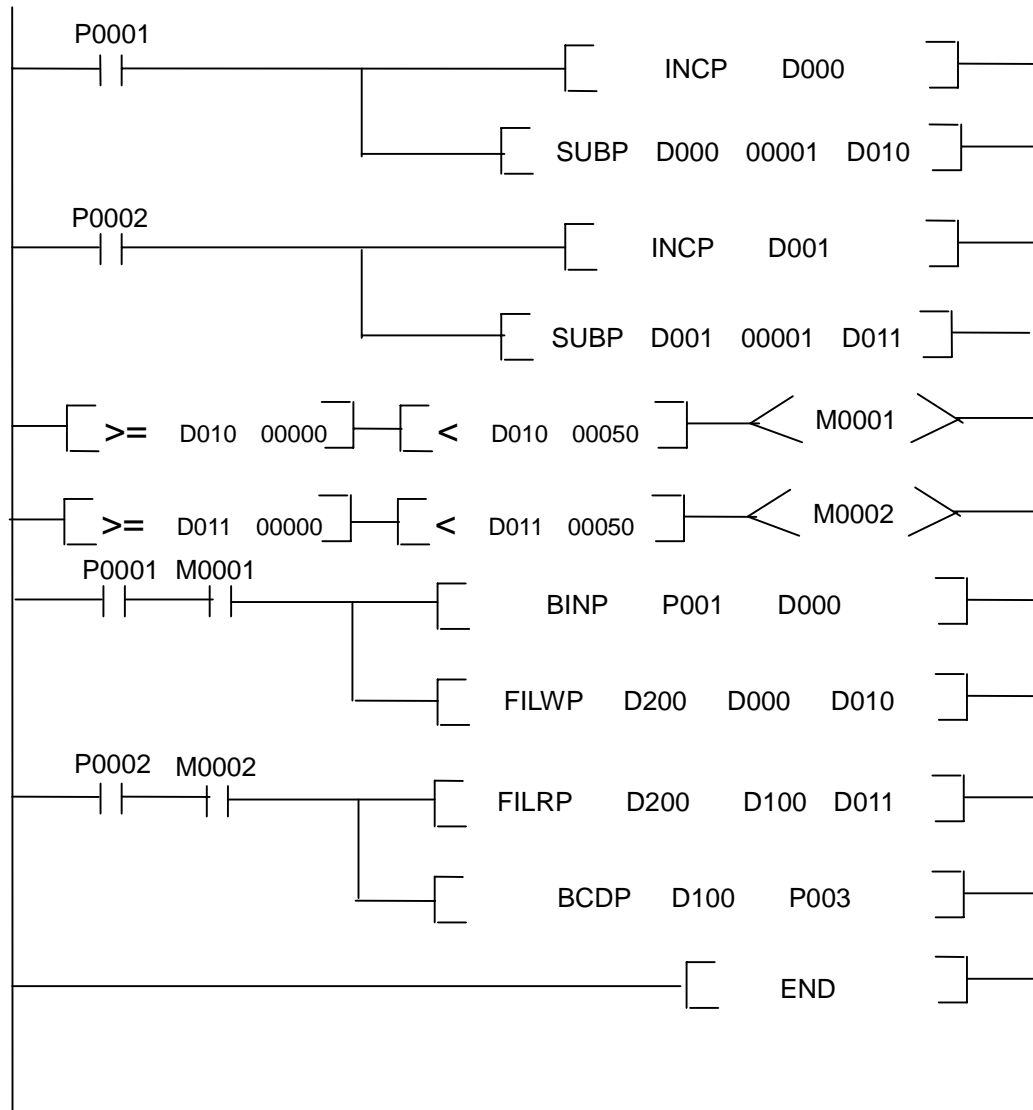 P0001
INCP D000
SUBP D000 00001 D010
P0002
INCP D001
SUBP D001 00001 D011
>= D010 00000 < D010 00050 M0001
>= D011 00000 < D011 00050 M0002
P0001 M0001
BINP P001 D000
FILWP D200 D000 D010
P0002 M0002
FILRP D200 D100 D011
BCDP D100 P003
END